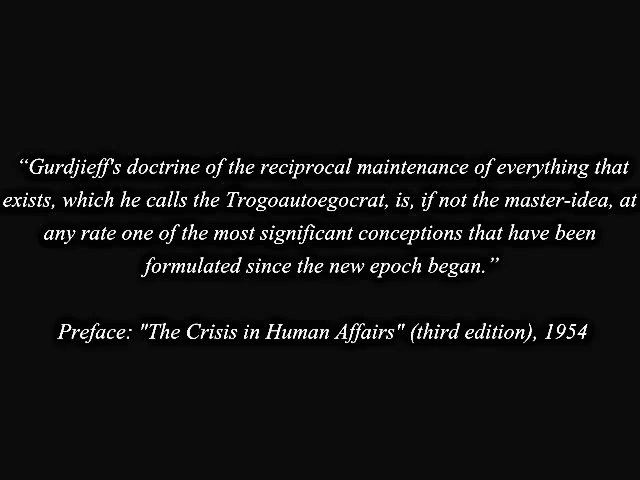 “Gurdjieff's doctrine of the reciprocal maintenance of everything that
exists, which he calls the Trogoautoegocrat, is, if not the master-idea, at
any rate one of the most significant conceptions that have been
formulated since the new epoch began.”
Preface: "The Crisis in Human Affairs" (third edition), 1954